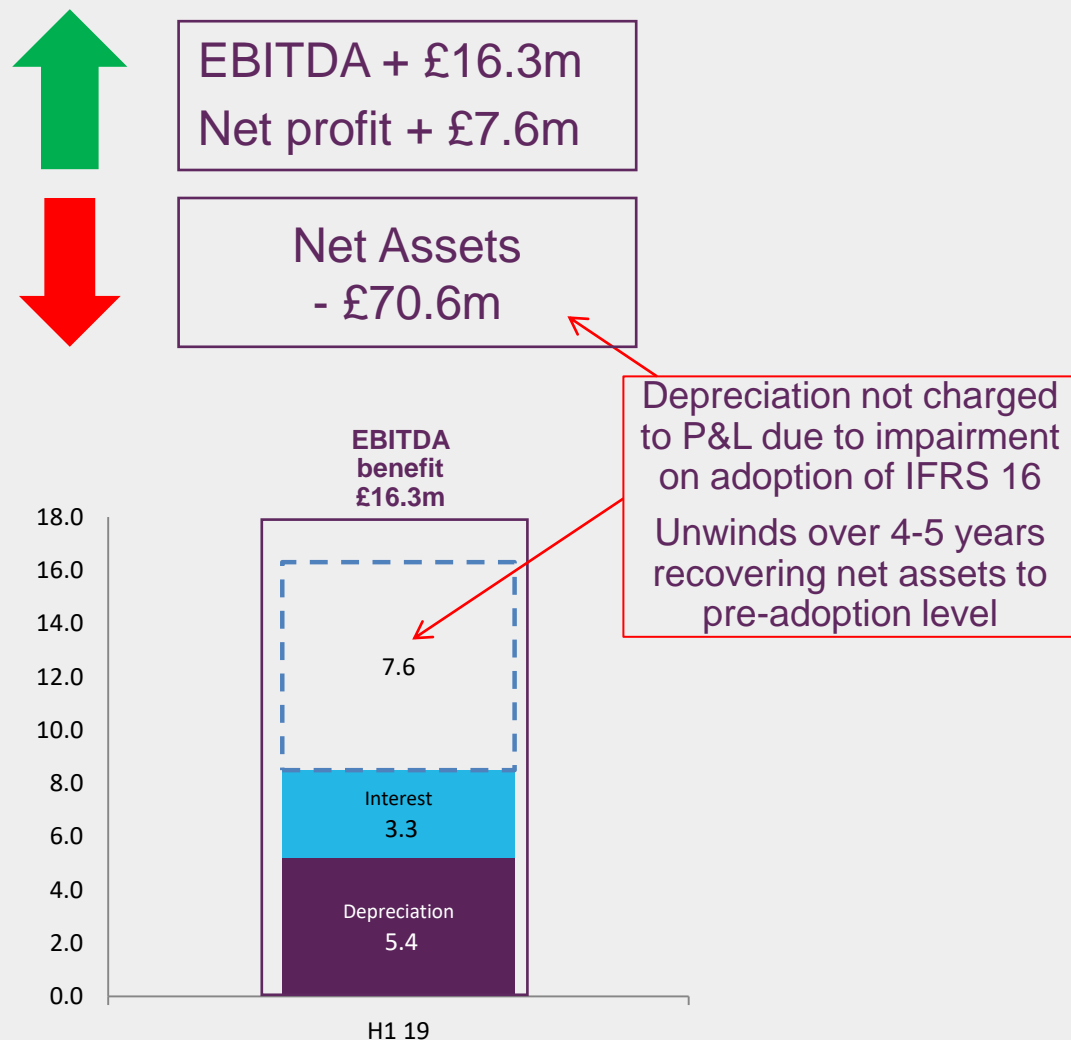 EBITDA + £16.3m
Net profit + £7.6m
Net Assets
- £70.6m
Depreciation not charged
to P&L due to impairment
on adoption of IFRS 16
Unwinds over 4-5 years
recovering net assets to
pre-adoption level
EBITDA
benefit
£16.3m
18.0
16.0
14.0
12.0
10.0
8.0
6.0
4.0
2.0
0.0
7.6
Interest
3.3
Depreciation
5.4
H1 19